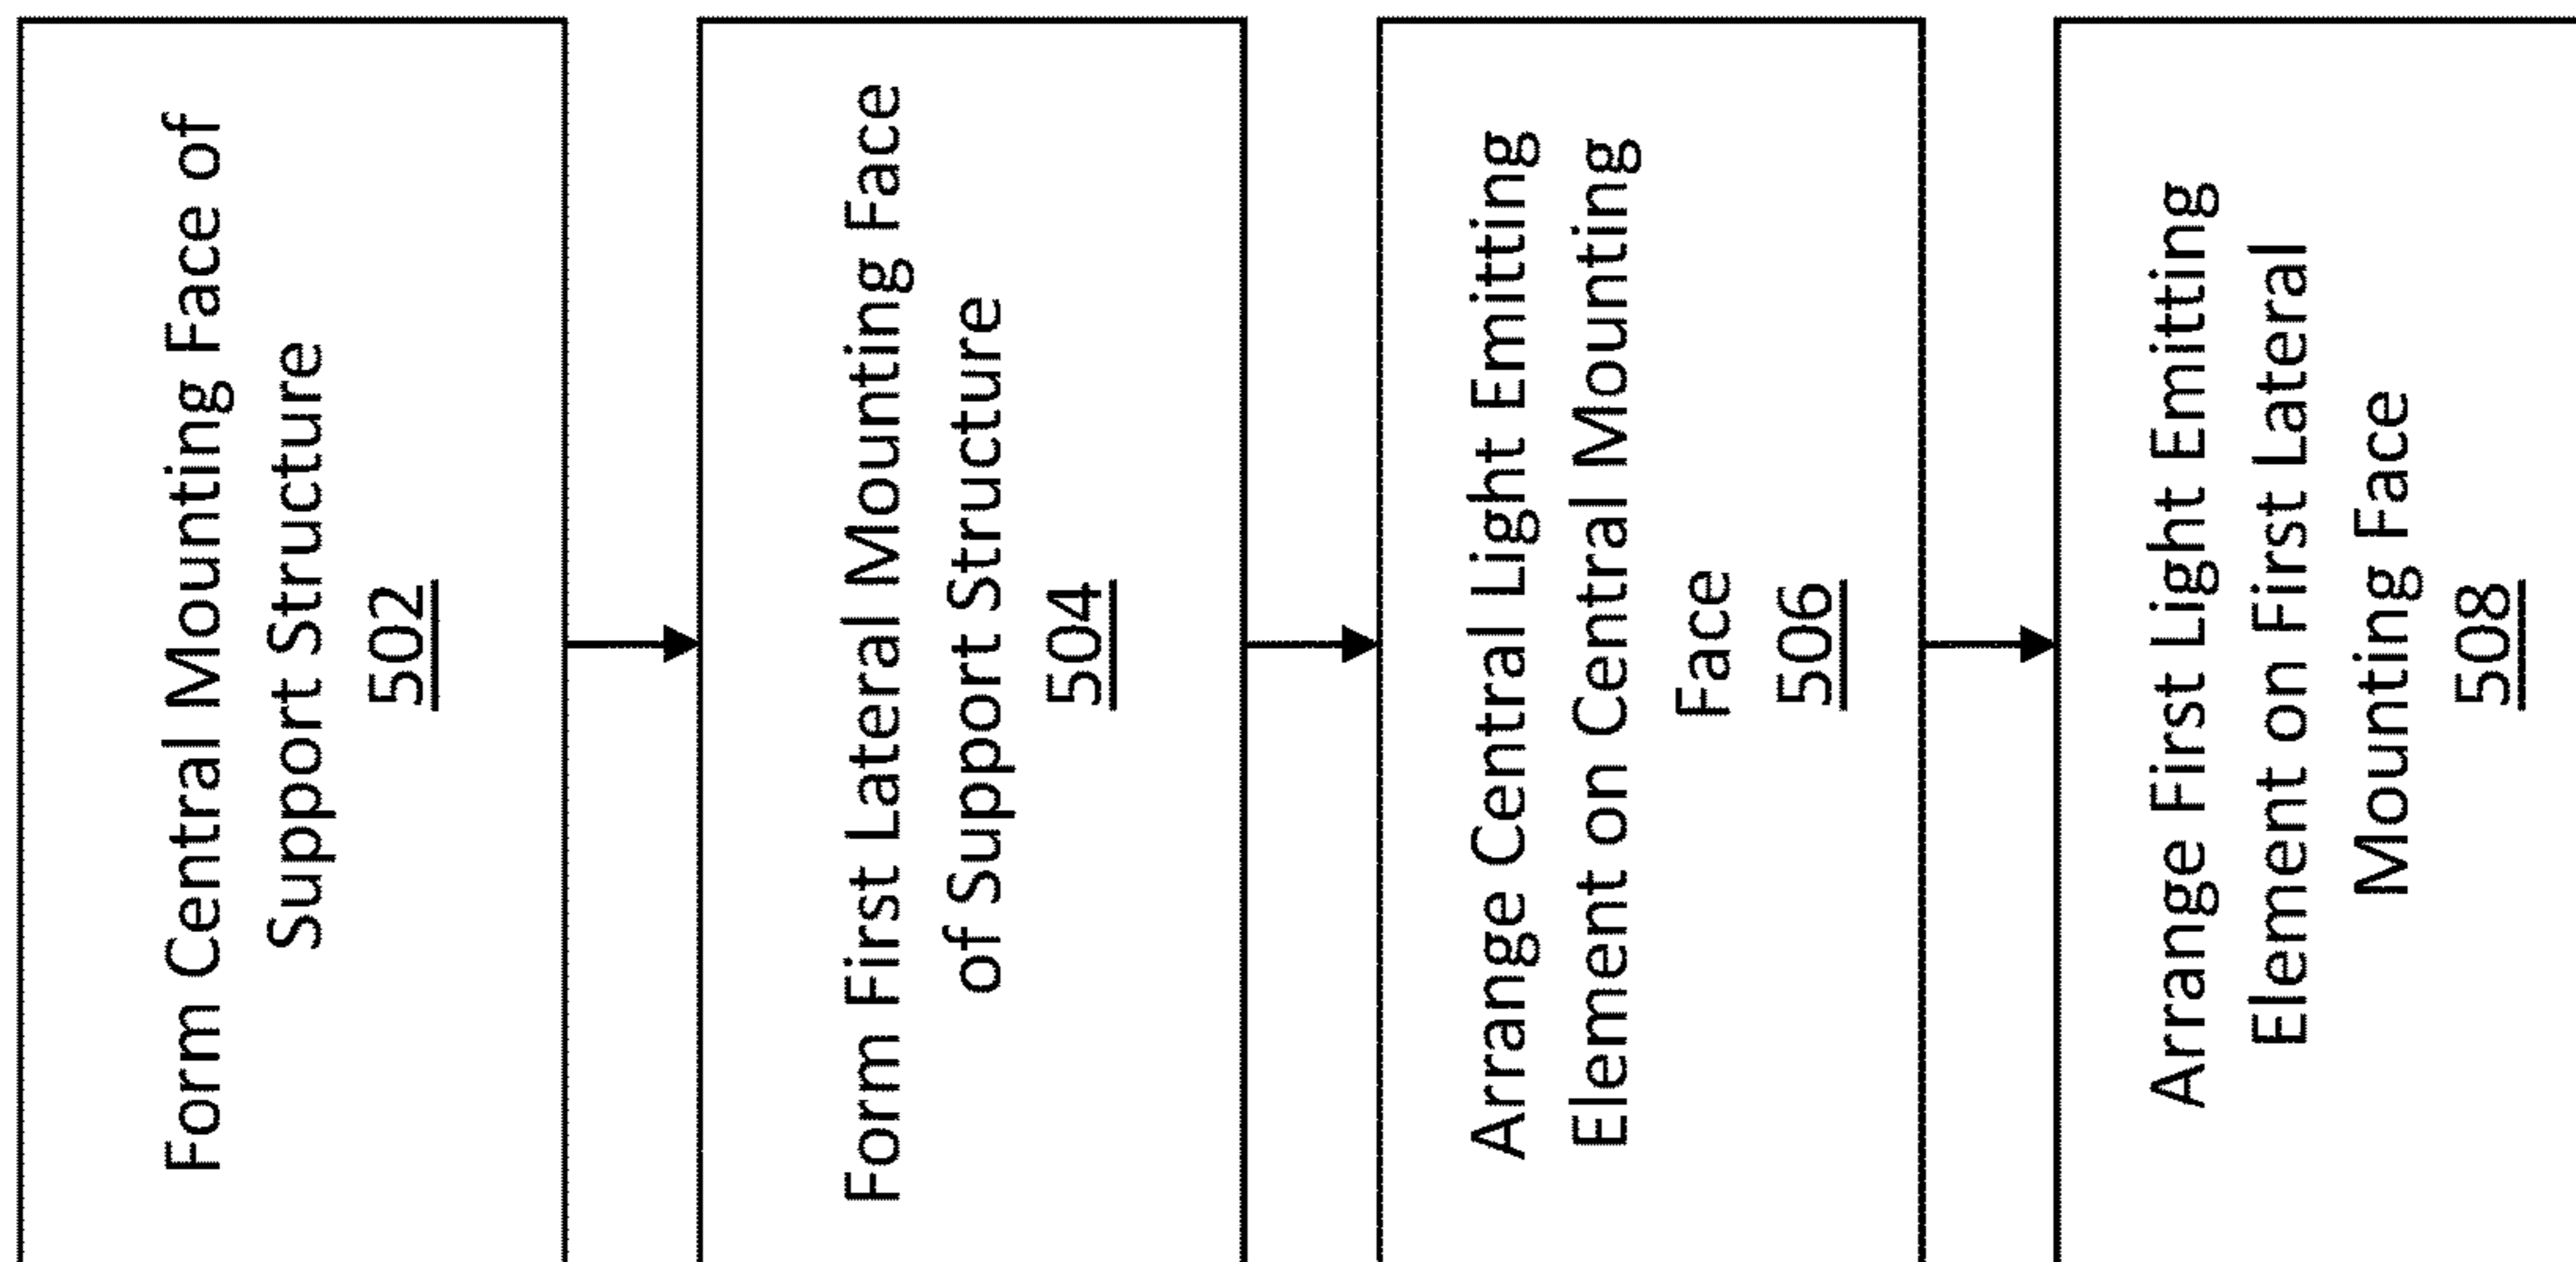 Form Central Mounting Face of
Support Structure
502
Form First Lateral Mounting Face
of Support Structure
504
Arrange Central Light Emitting
Element on Central Mounting
Face
506
Arrange First Light Emitting
Element on First Lateral
Mounting Face
508